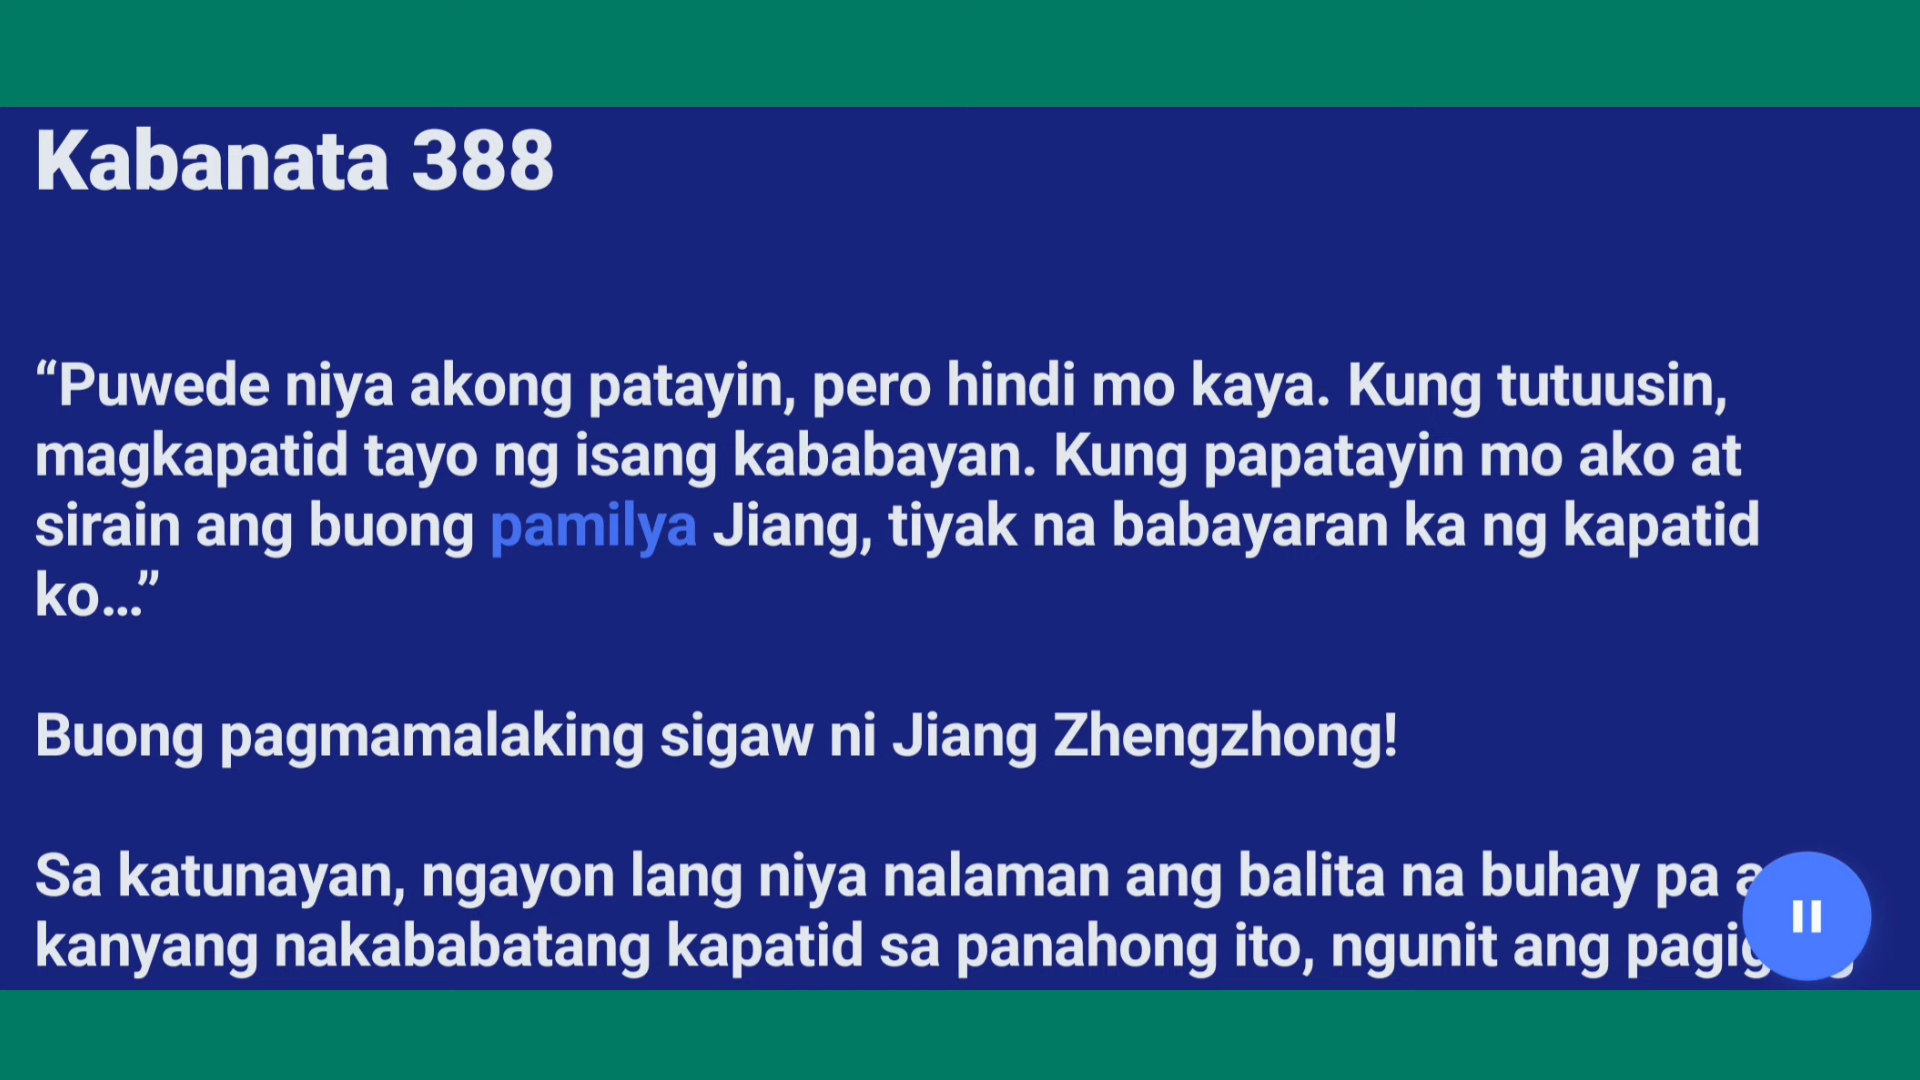 Kabanata 388
“Puwede niya akong patayin, pero hindi mo kaya. Kung tutuusin,
magkapatid tayo ng isang kababayan. Kung papatayin mo ako at
sirain ang buong pamilya Jiang, tiyak na babayaran ka ng kapatid
ko…”
Buong pagmamalaking sigaw ni Jiang Zhengzhong!
Sa katunayan, ngayon lang niya nalaman ang balita na buhay pa
kanyang nakababatang kapatid sa panahong ito, ngunit ang